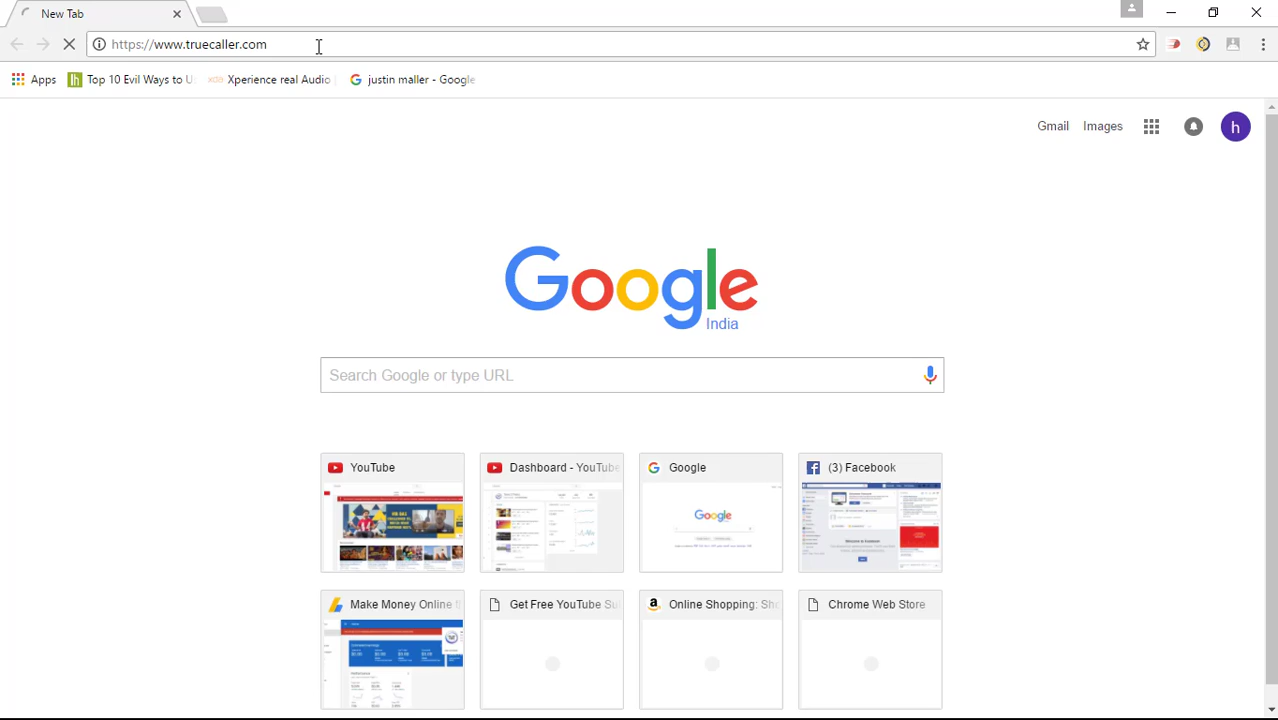 New Tab
https://www.truecaller.com
Apps
Top 10 Evil Ways to U
Xperience real Audio
justin maller - Google
Gmail
Images
h
Google
India
Search Google or type URL
YouTube
Dashboard - YouTube
Google
(3) Facebook
Google
Make Money Online
Get Free YouTube Su
Online Shopping: Sh
Chrome Web Store